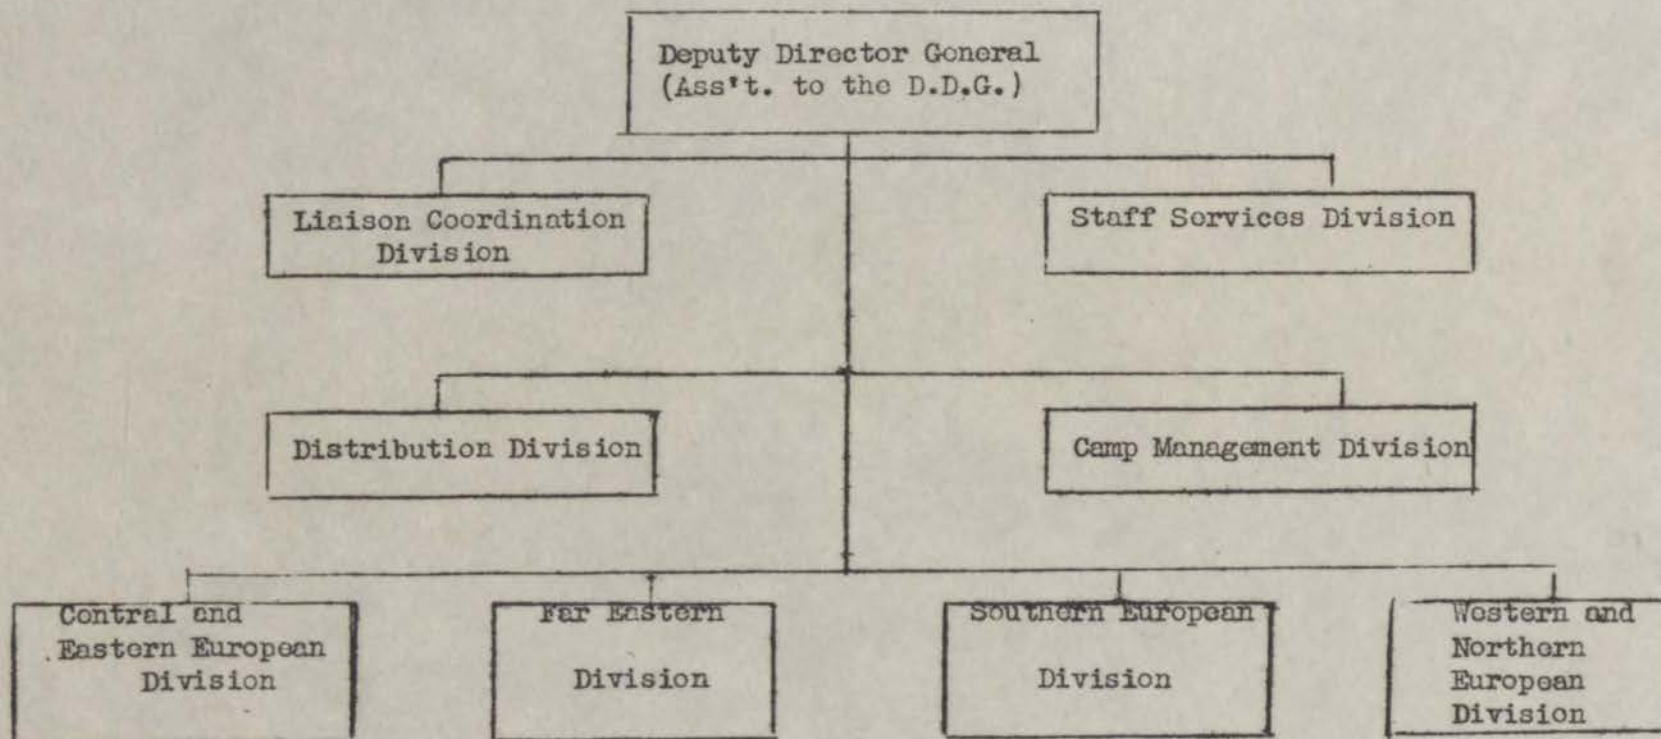 Deputy Director General
(Ass't. to the D.D.G.)
Liaison Coordination
Division
Staff Services Division
Distribution Division
Camp Management Division
Central and
Eastern European
Division
Far Eastern
Division
Southern European
Division
Western and
Northern
European
Division